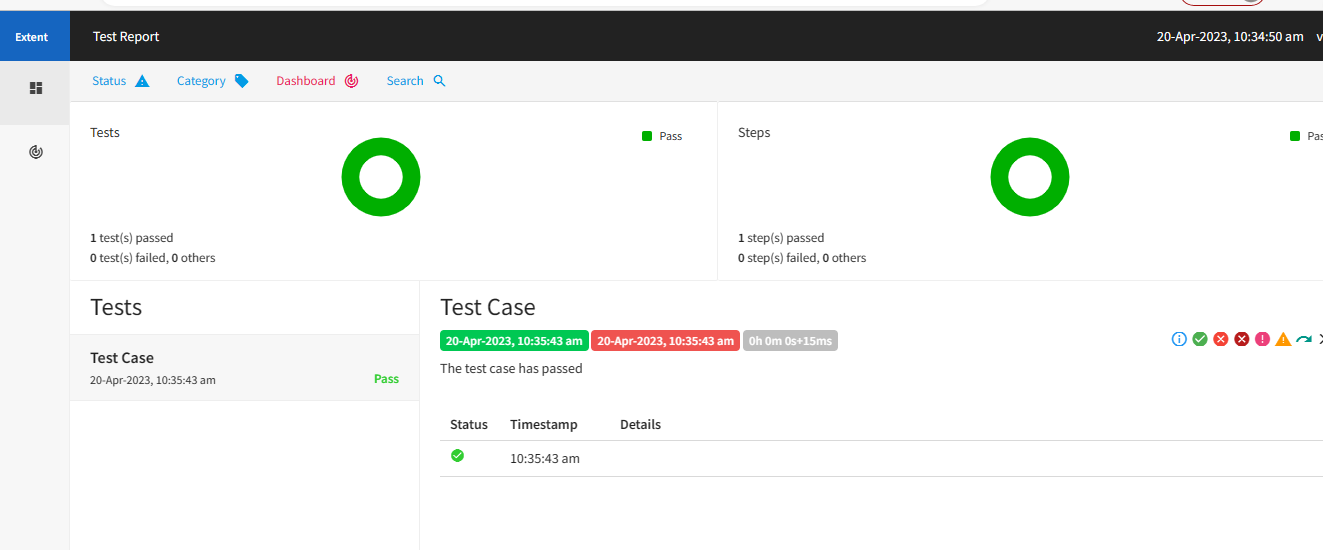 Extent
Test Report
20-Apr-2023, 10:34:50 am
Status
Category
Dashboard
Search
Tests
Pass
1 test(s) passed
0 test(s) failed, 0 others
Steps
1 step(s) passed
0 step(s) failed, 0 others
Tests
Test Case
20-Apr-2023, 10:35:43 am
Pass
Test Case
20-Apr-2023, 10:35:43 am 20-Apr-2023, 10:35:43 am 0h 0m 0s+15ms
The test case has passed
Status Timestamp Details
10:35:43 am